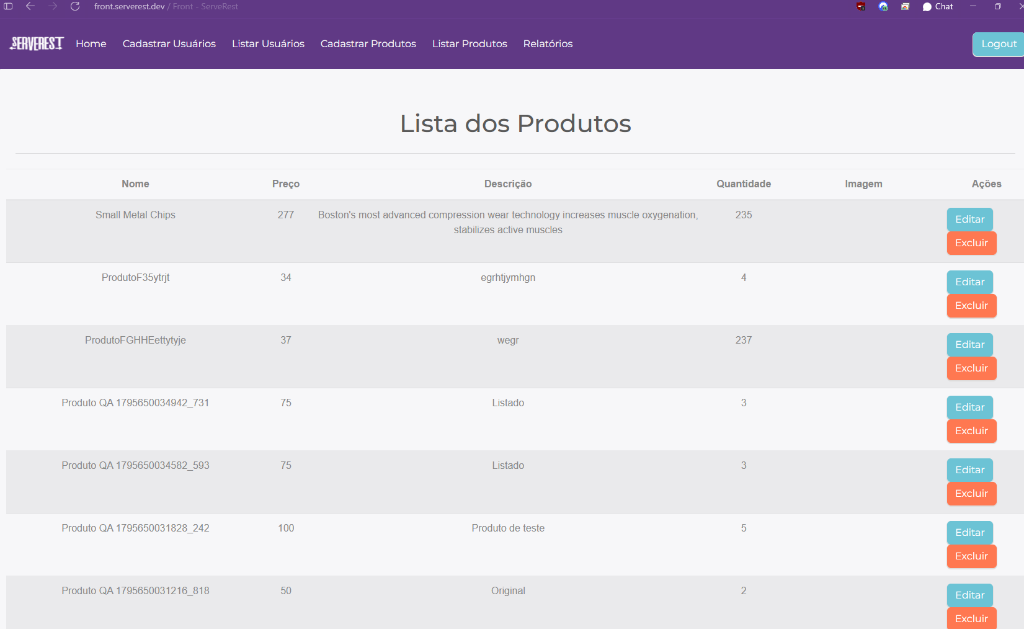 front.serverest.dev / Front - ServeRest
Chat
SERVEREST Home Cadastrar Usuários Listar Usuários Cadastrar Produtos Listar Produtos Relatórios Logout
Lista dos Produtos
Nome Preço Descrição Quantidade Imagem Ações
Small Metal Chips 277 Boston's most advanced compression wear technology increases muscle oxygenation, 235 Editar
stabilizes active muscles
Excluir
ProdutoF35ytrjt 34 egrhtjymhgn 4 Editar
Excluir
ProdutoFGHHEettytyje 37 wegr 237 Editar
Excluir
Produto QA 1795650034942_731 75 Listado 3 Editar
Excluir
Produto QA 1795650034582_593 75 Listado 3 Editar
Excluir
Produto QA 1795650031828_242 100 Produto de teste 5 Editar
Excluir
Produto QA 1795650031216_818 50 Original 2 Editar
Excluir